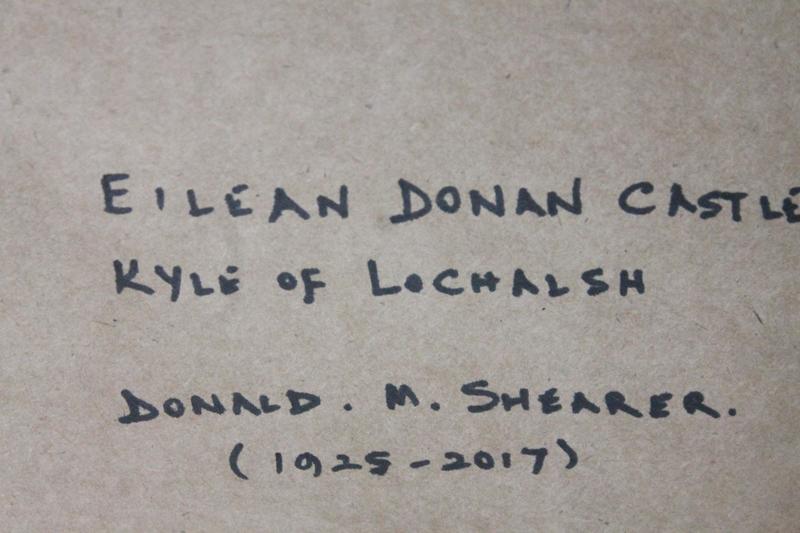 EILEAN DONAN CASTLE
KYLE OF LOCHALSH
DONALD. M. SHEARER.
(1925-2017)